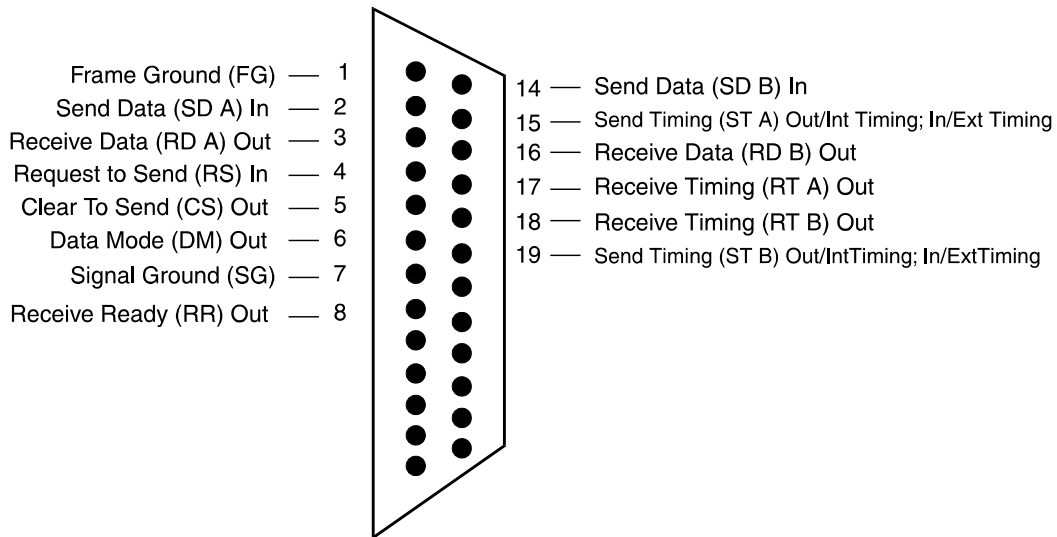 Frame Ground (FG) — 1
Send Data (SD A) In — 2
Receive Data (RD A) Out — 3
Request to Send (RS) In — 4
Clear To Send (CS) Out — 5
Data Mode (DM) Out — 6
Signal Ground (SG) — 7
Receive Ready (RR) Out — 8
14 — Send Data (SD B) In
15 — Send Timing (ST A) Out/Int Timing; In/Ext Timing
16 — Receive Data (RD B) Out
17 — Receive Timing (RT A) Out
18 — Receive Timing (RT B) Out
19 — Send Timing (ST B) Out/IntTiming; In/ExtTiming